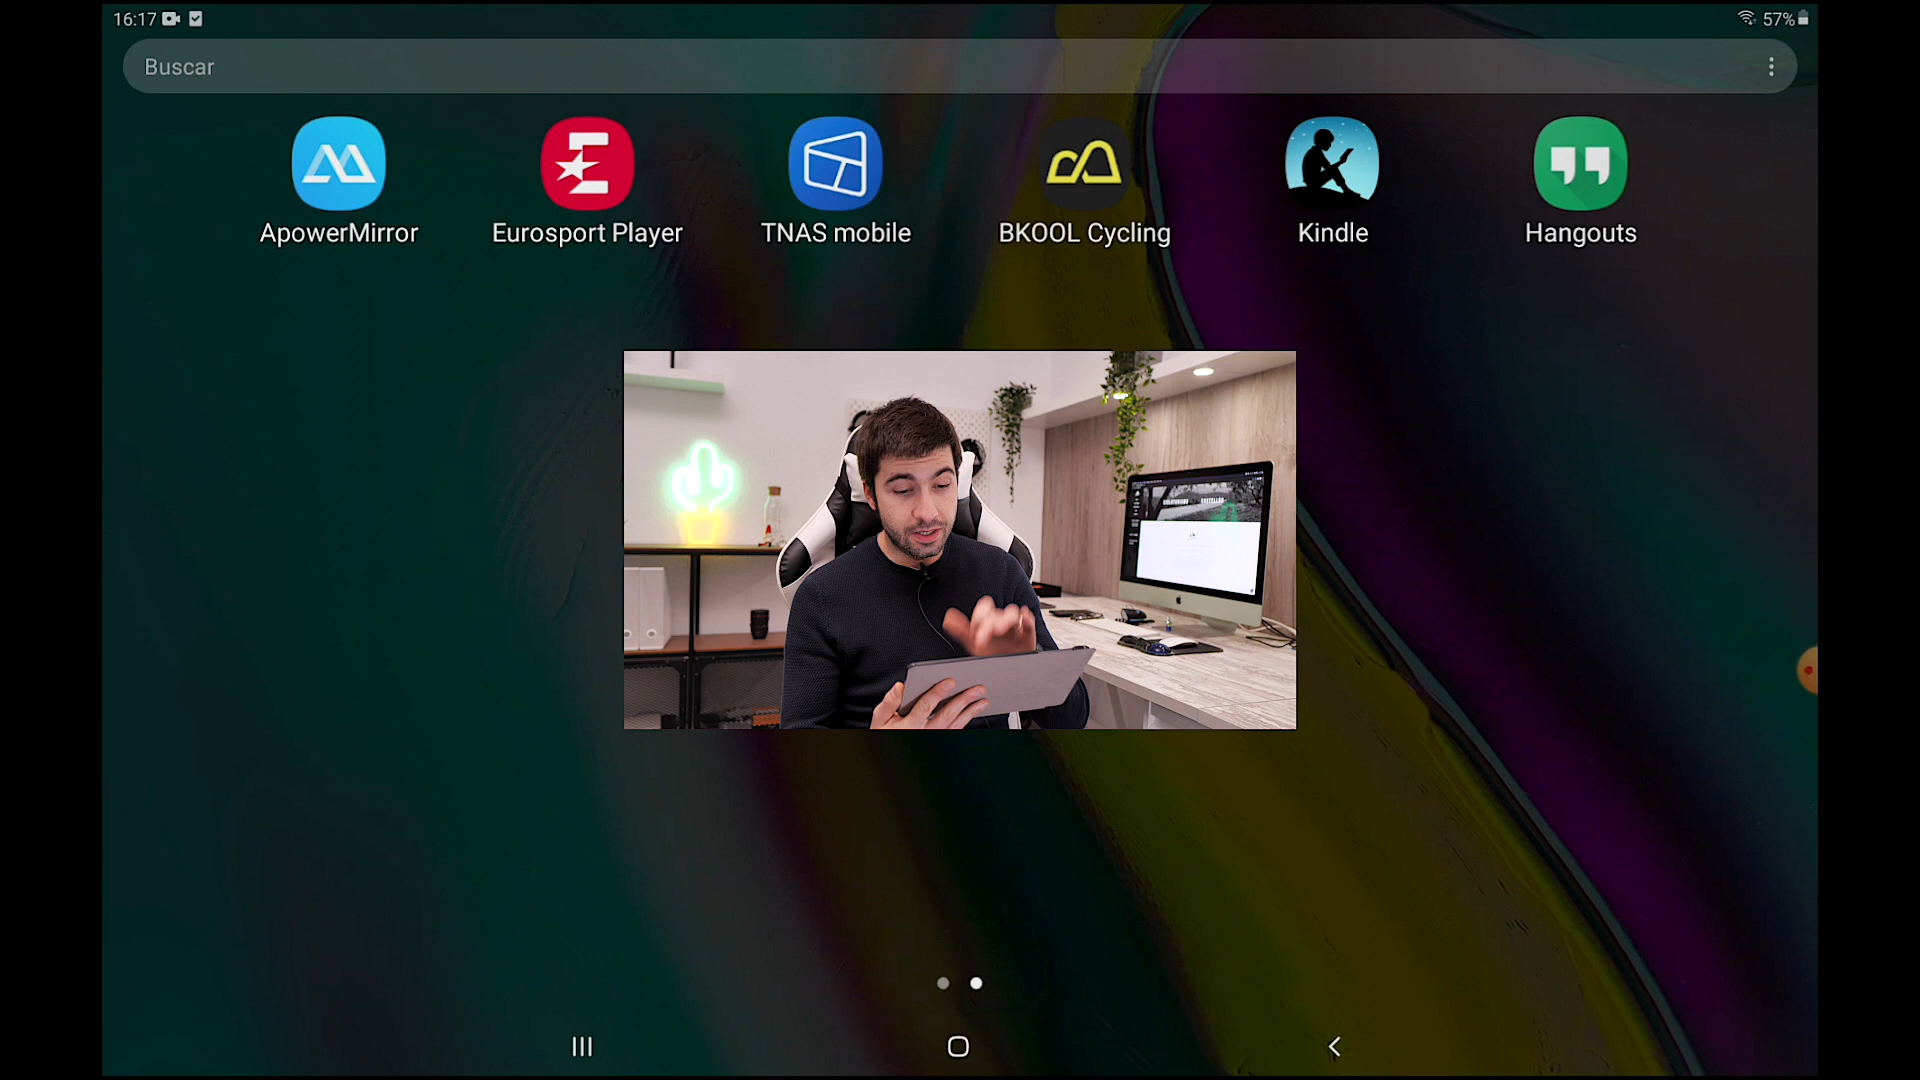 16:17
57%
Buscar
ApowerMirror
Eurosport Player
TNAS mobile
BKOOL Cycling
Kindle
Hangouts